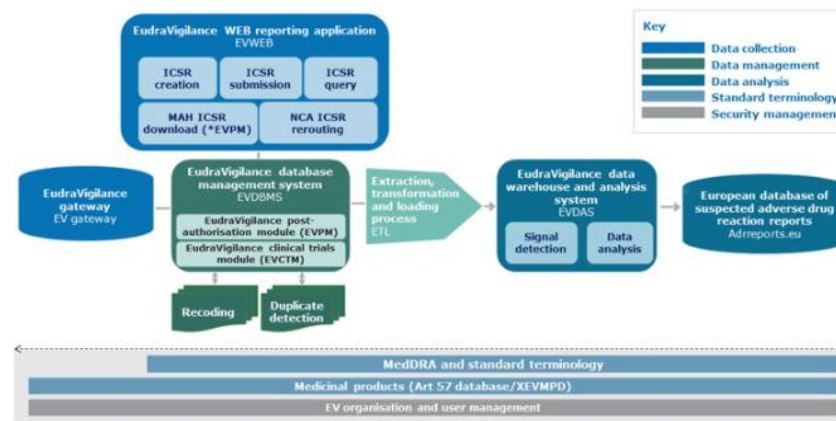 EudraVigilance WEB reporting application
EVWEB
ICSR
creation
ICSR
submission
ICSR
query
MAH ICSR
download (*EVPM)
NCA ICSR
rerouting
Key
Data collection
Data management
Data analysis
Standard terminology
Security management
EudraVigilance
gateway
EV gateway
EudraVigilance database
management system
EVDBMS
EudraVigilance post-
authorisation module (EVPM)
EudraVigilance clinical trials
module (EVCTM)
Recoding
Duplicate
detection
Extraction,
transformation
and loading
process
ETL
EudraVigilance data
warehouse and analysis
system
EVDAS
Signal
detection
Data
analysis
European database of
suspected adverse drug
reaction reports
Adrreports.eu
MedDRA and standard terminology
Medicinal products (Art 57 database/XEVMPD)
EV organisation and user management